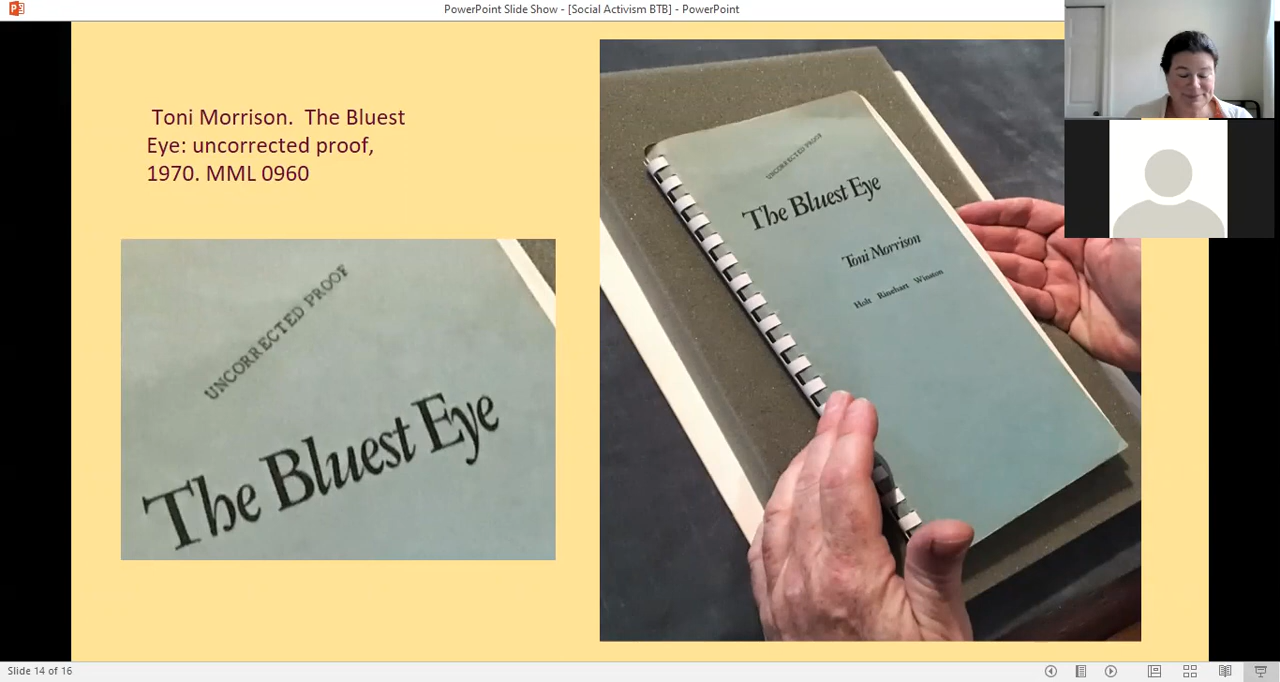 PowerPoint Slide Show - [Social Activism BTB] - PowerPoint
Toni Morrison. The Bluest
Eye: uncorrected proof,
1970. MML 0960
UNCORRECTED PROOF
The Bluest Eye
UNCORRECTED PROOF
The Bluest Eye
Toni Morrison
Holt Rinehart Winston
Slide 14 of 16